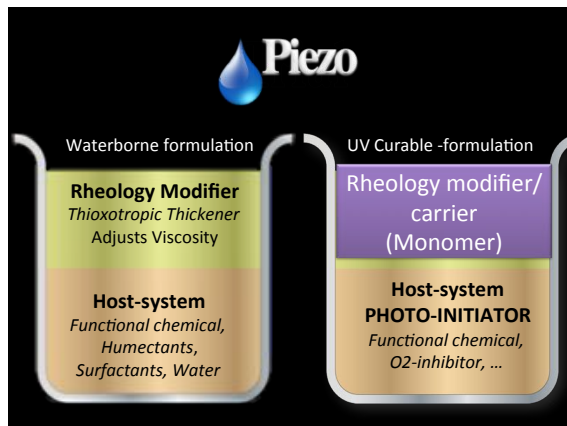 Piezo
Waterborne formulation
Rheology Modifier
Thioxotropic Thickener
Adjusts Viscosity
Host-system
Functional chemical,
Humectants,
Surfactants, Water
UV Curable -formulation
Rheology modifier/
carrier
(Monomer)
Host-system
PHOTO-INITIATOR
Functional chemical,
O2-inhibitor, ...